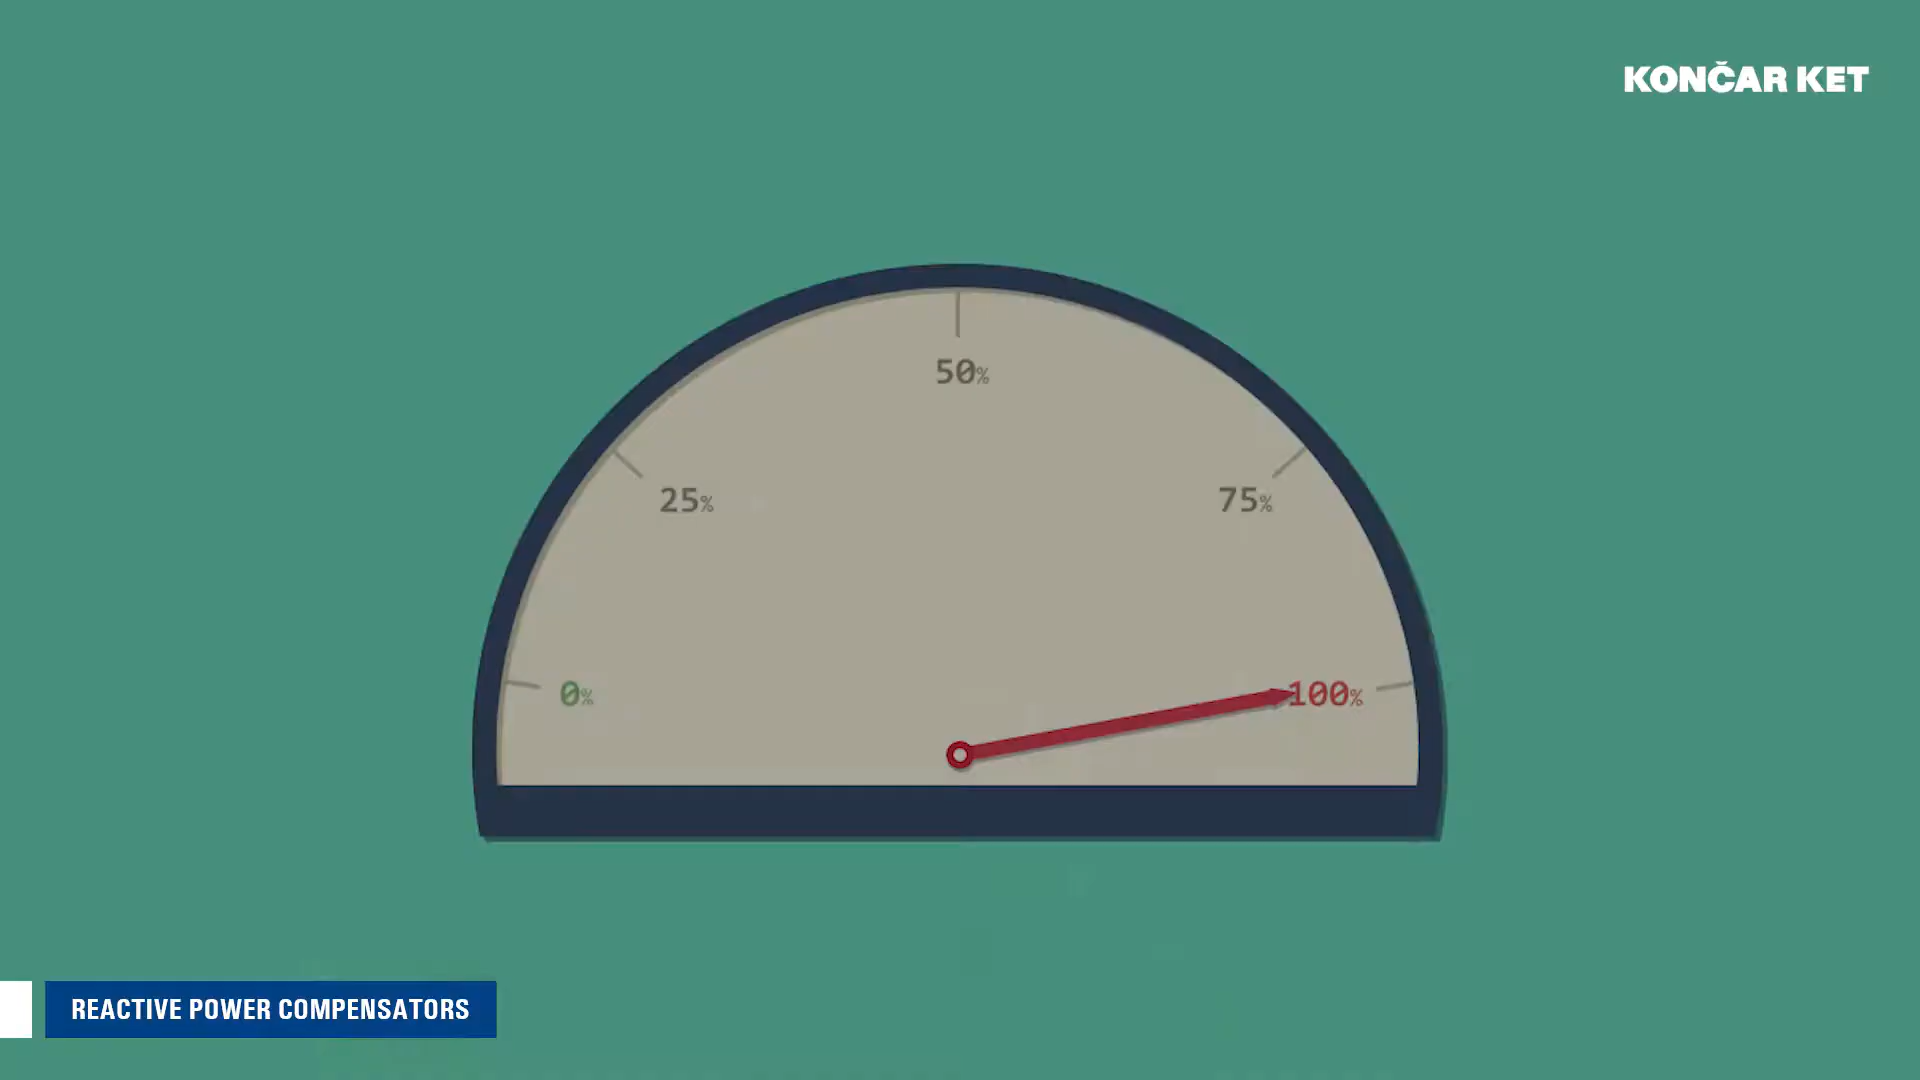 KONČAR KET
50%
25%
75%
0%
100%
REACTIVE POWER COMPENSATORS